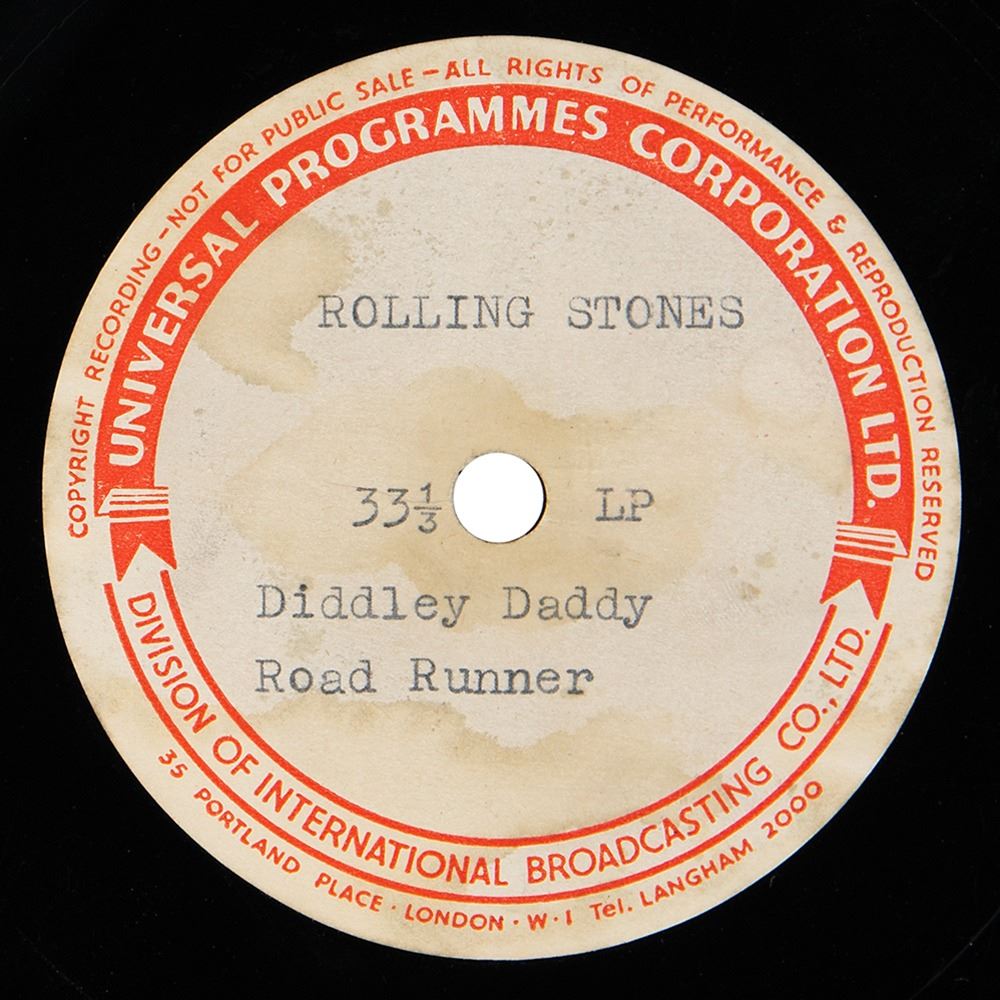 COPYRIGHT RECORDING – NOT FOR PUBLIC SALE – ALL RIGHTS OF PERFORMANCE & REPRODUCTION RESERVED
UNIVERSAL PROGRAMMES CORPORATION LTD.
ROLLING STONES
33⅓ LP
Diddley Daddy
Road Runner
DIVISION OF INTERNATIONAL BROADCASTING CO., LTD.
35 PORTLAND PLACE · LONDON · W·1 Tel. LANGHAM 2000